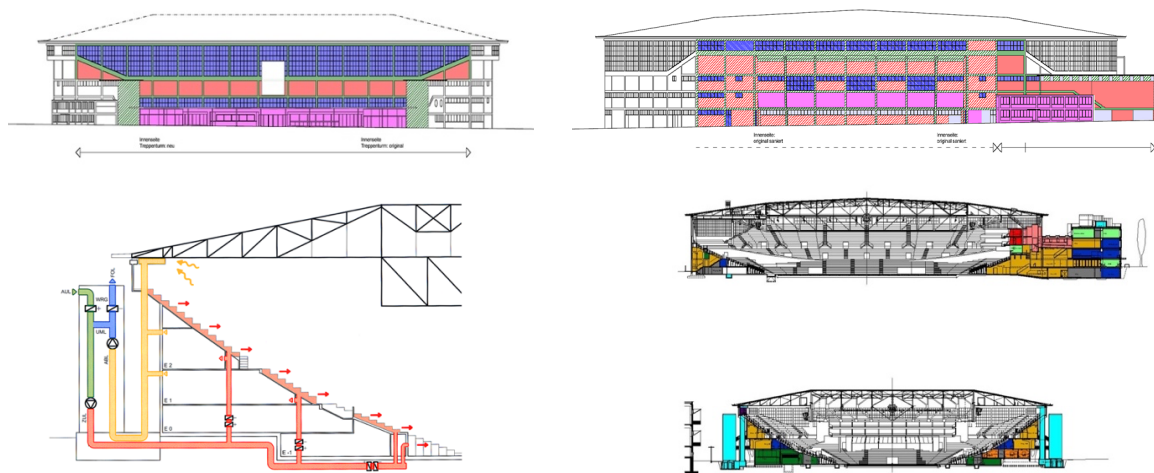 Innenseite:
Treppenturm: neu
Innenseite:
Treppenturm: original
Innenseite:
original saniert
Innenseite:
original saniert
AUL
FOL
WRG
UML
ABL
ZUL
E 2
E 1
E 0
E -1